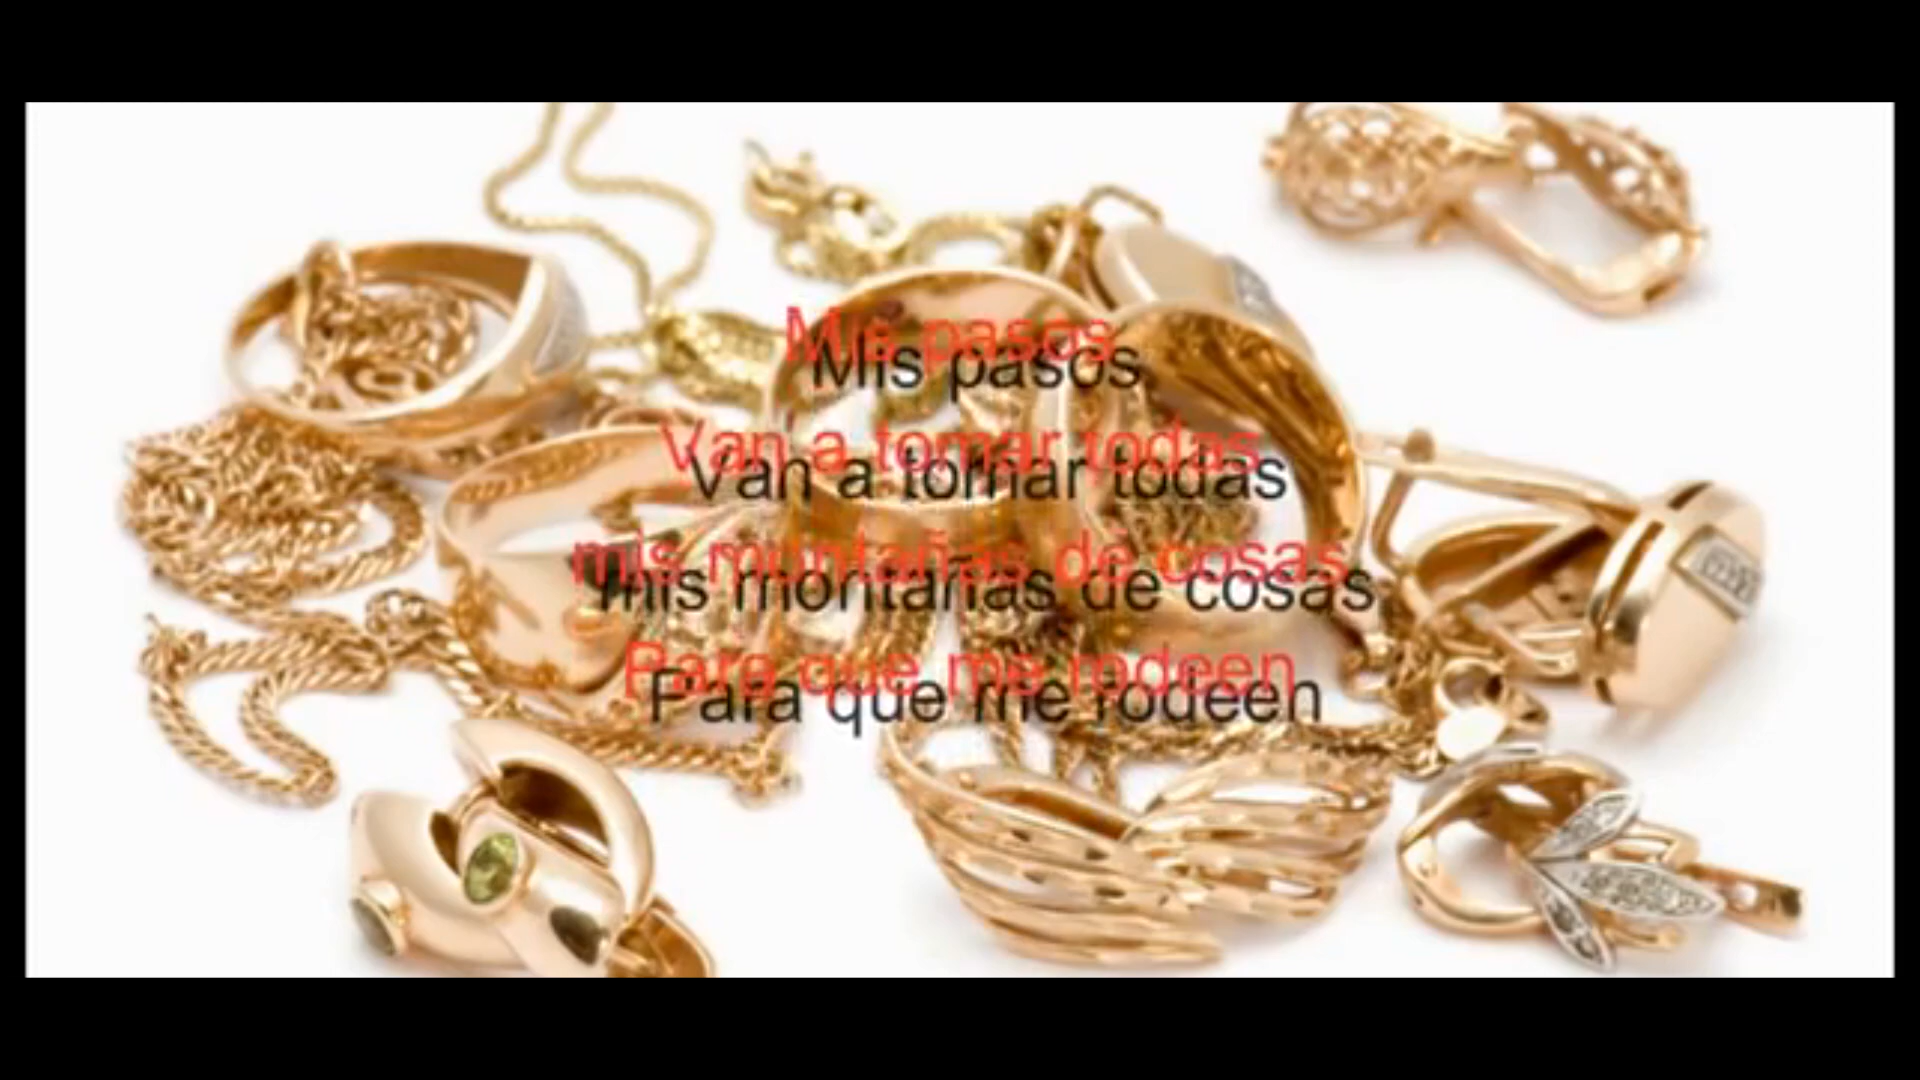 Mis pasos
Van a tomar todas
mis montañas de cosas
Para que me rodeen